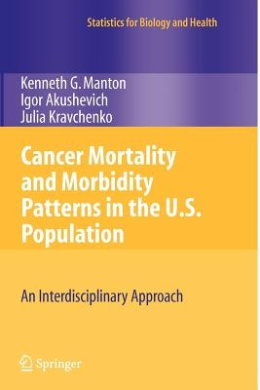 Statistics for Biology and Health
Kenneth G. Manton
Igor Akushevich
Julia Kravchenko
Cancer Mortality
and Morbidity
Patterns in the U.S.
Population
An Interdisciplinary Approach
Springer